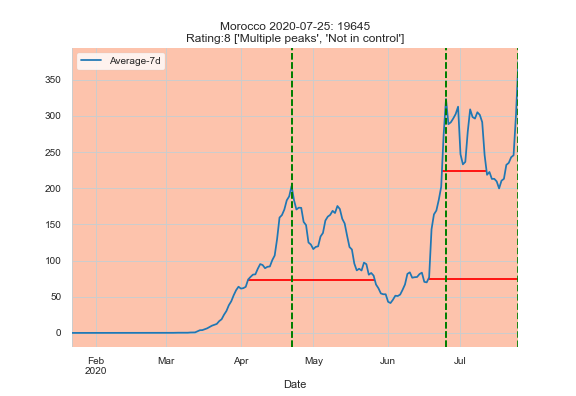 Morocco 2020-07-25: 19645
Rating:8 ['Multiple peaks', 'Not in control']
Average-7d
350
300
250
200
150
100
50
0
Feb Mar Apr May Jun Jul
2020
Date